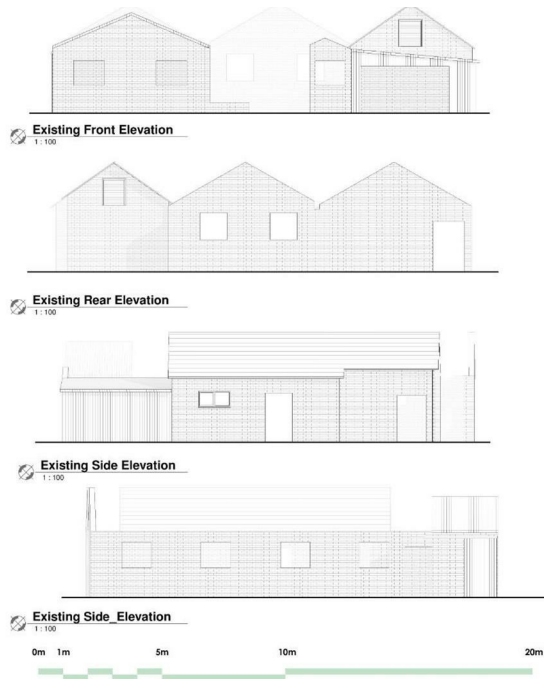 Existing Front Elevation
1 : 100
Existing Rear Elevation
1 : 100
Existing Side Elevation
1 : 100
Existing Side_Elevation
1 : 100
0m 1m 5m 10m 20m